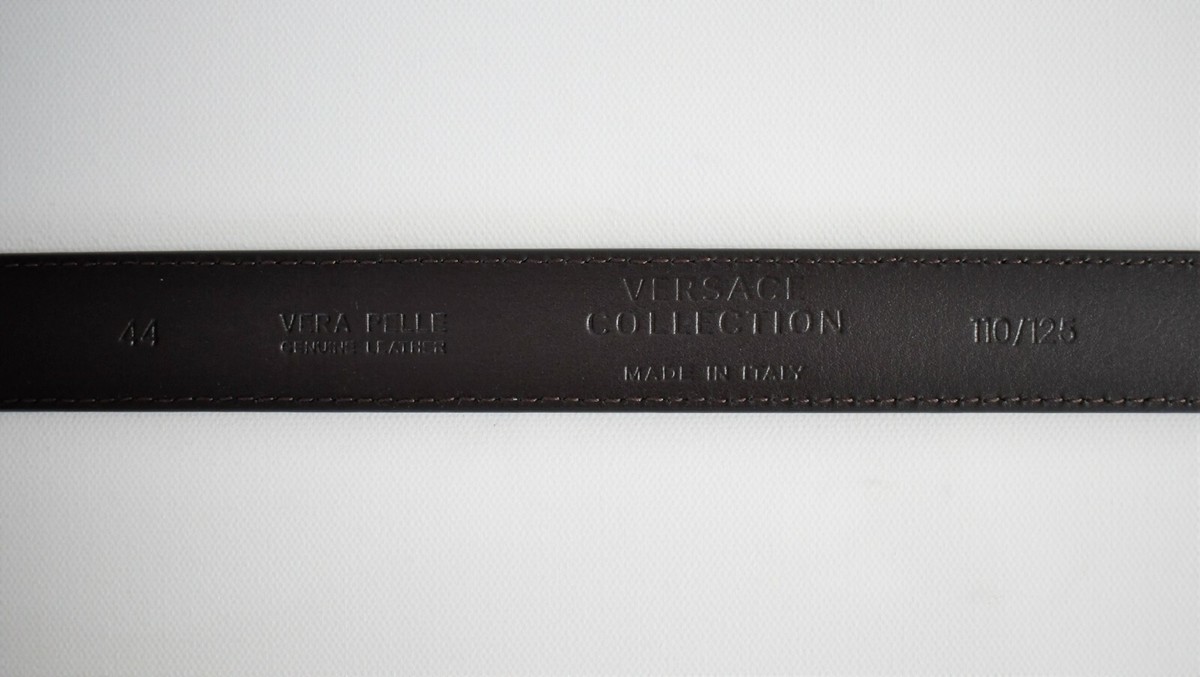 44
VERA PELLE
GENUINE LEATHER
VERSACE
COLLECTION
MADE IN ITALY
110/125